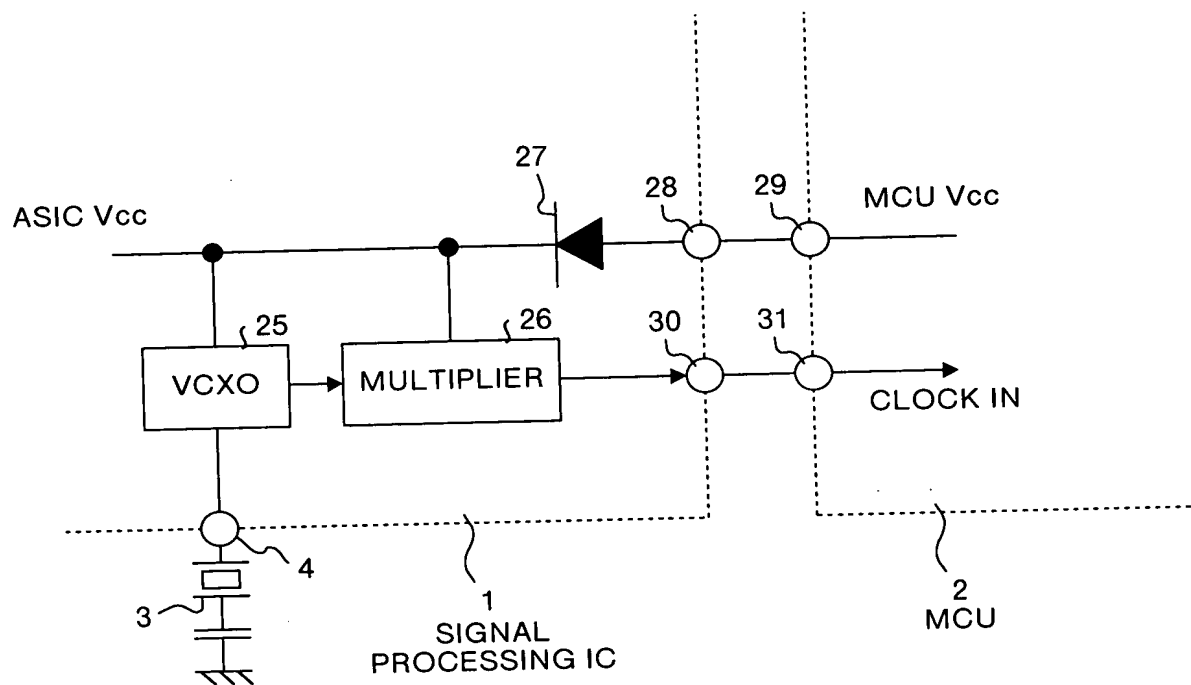 27
28
29
ASIC Vcc
MCU Vcc
25
26
30
31
VCXO
MULTIPLIER
CLOCK IN
4
3
1
SIGNAL
PROCESSING IC
2
MCU